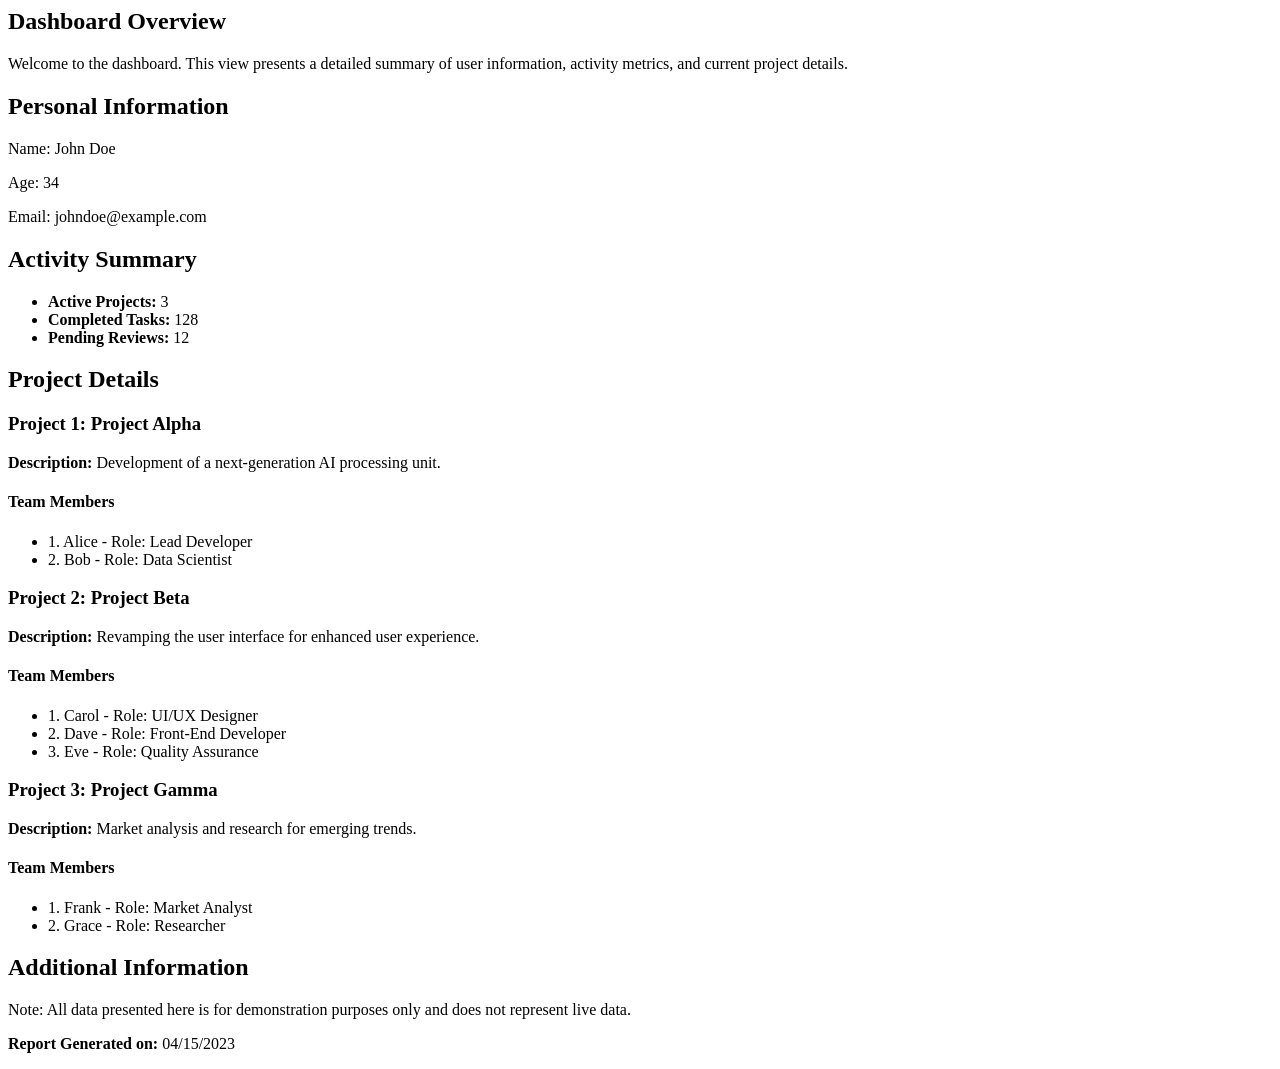 Dashboard Overview
Welcome to the dashboard. This view presents a detailed summary of user information, activity metrics, and current project details.
Personal Information
Name: John Doe
Age: 34
Email: johndoe@example.com
Activity Summary
• Active Projects: 3
• Completed Tasks: 128
• Pending Reviews: 12
Project Details
Project 1: Project Alpha
Description: Development of a next-generation AI processing unit.
Team Members
• 1. Alice - Role: Lead Developer
• 2. Bob - Role: Data Scientist
Project 2: Project Beta
Description: Revamping the user interface for enhanced user experience.
Team Members
• 1. Carol - Role: UI/UX Designer
• 2. Dave - Role: Front-End Developer
• 3. Eve - Role: Quality Assurance
Project 3: Project Gamma
Description: Market analysis and research for emerging trends.
Team Members
• 1. Frank - Role: Market Analyst
• 2. Grace - Role: Researcher
Additional Information
Note: All data presented here is for demonstration purposes only and does not represent live data.
Report Generated on: 04/15/2023